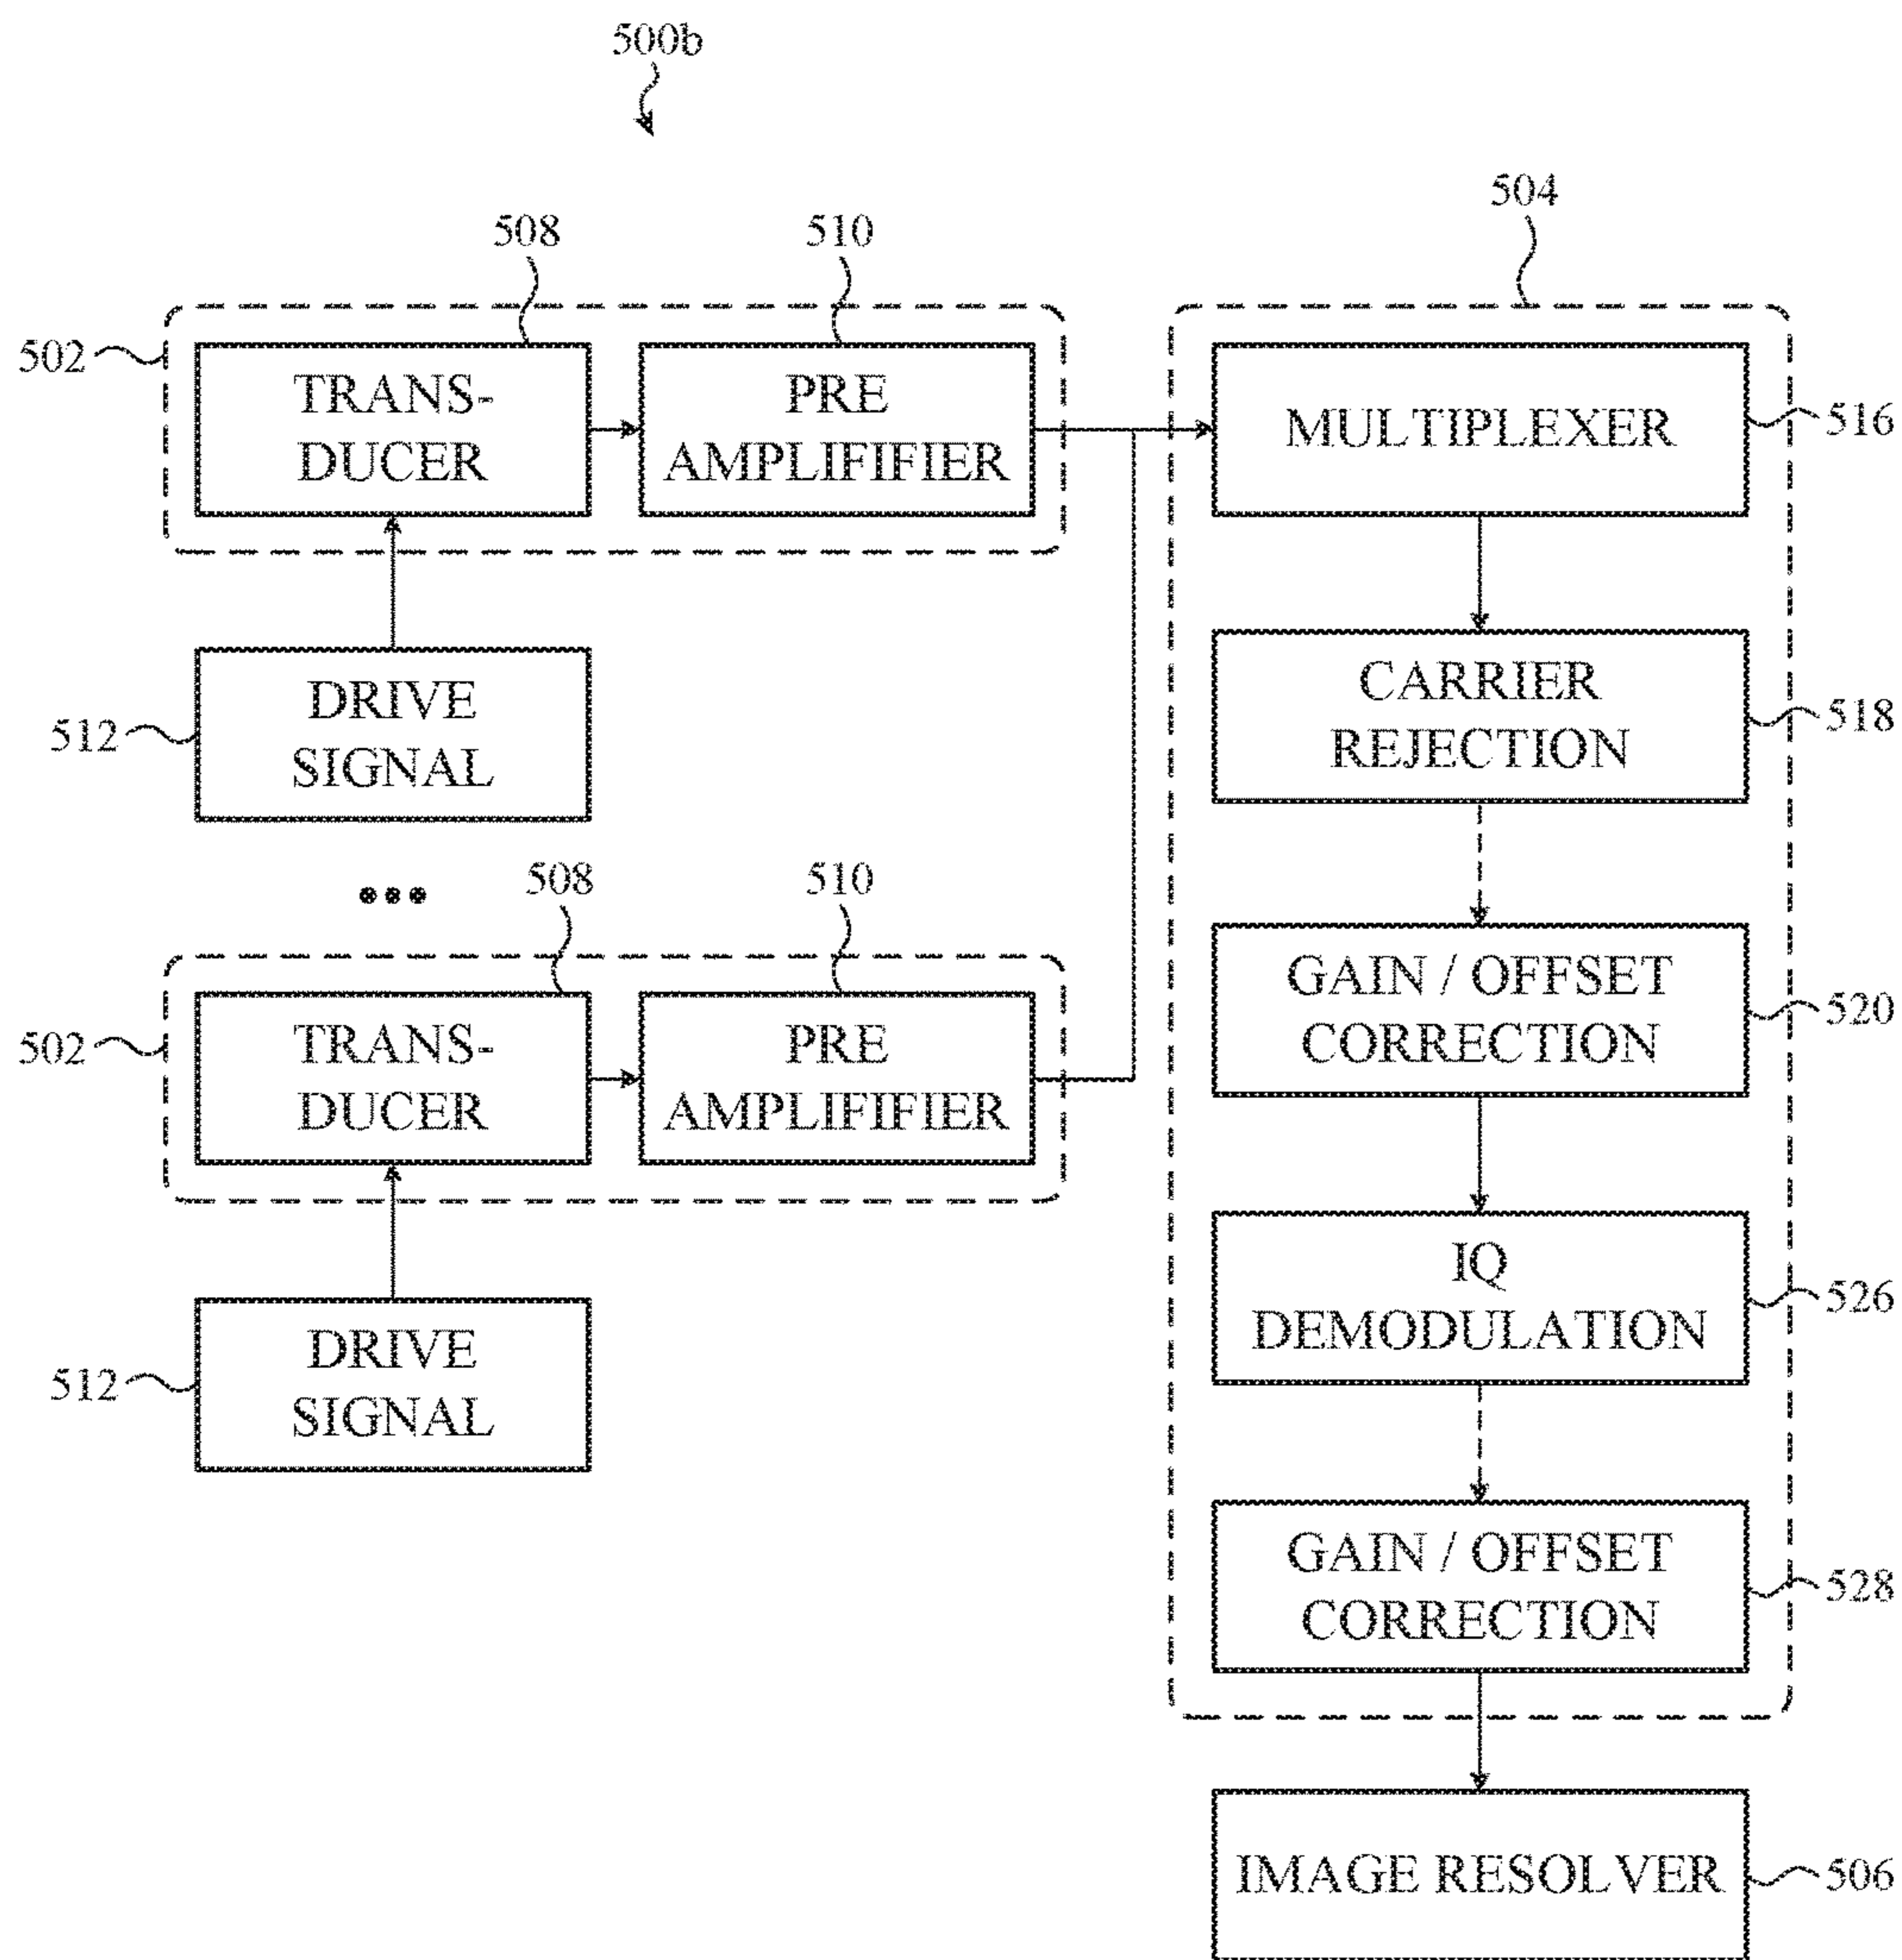 500b
504
508
510
502
TRANS-
DUCER
PRE
AMPLIFIFIER
MULTIPLEXER
516
DRIVE
SIGNAL
512
CARRIER
REJECTION
518
508
510
502
TRANS-
DUCER
PRE
AMPLIFIFIER
GAIN / OFFSET
CORRECTION
520
DRIVE
SIGNAL
512
IQ
DEMODULATION
526
GAIN / OFFSET
CORRECTION
528
IMAGE RESOLVER
506